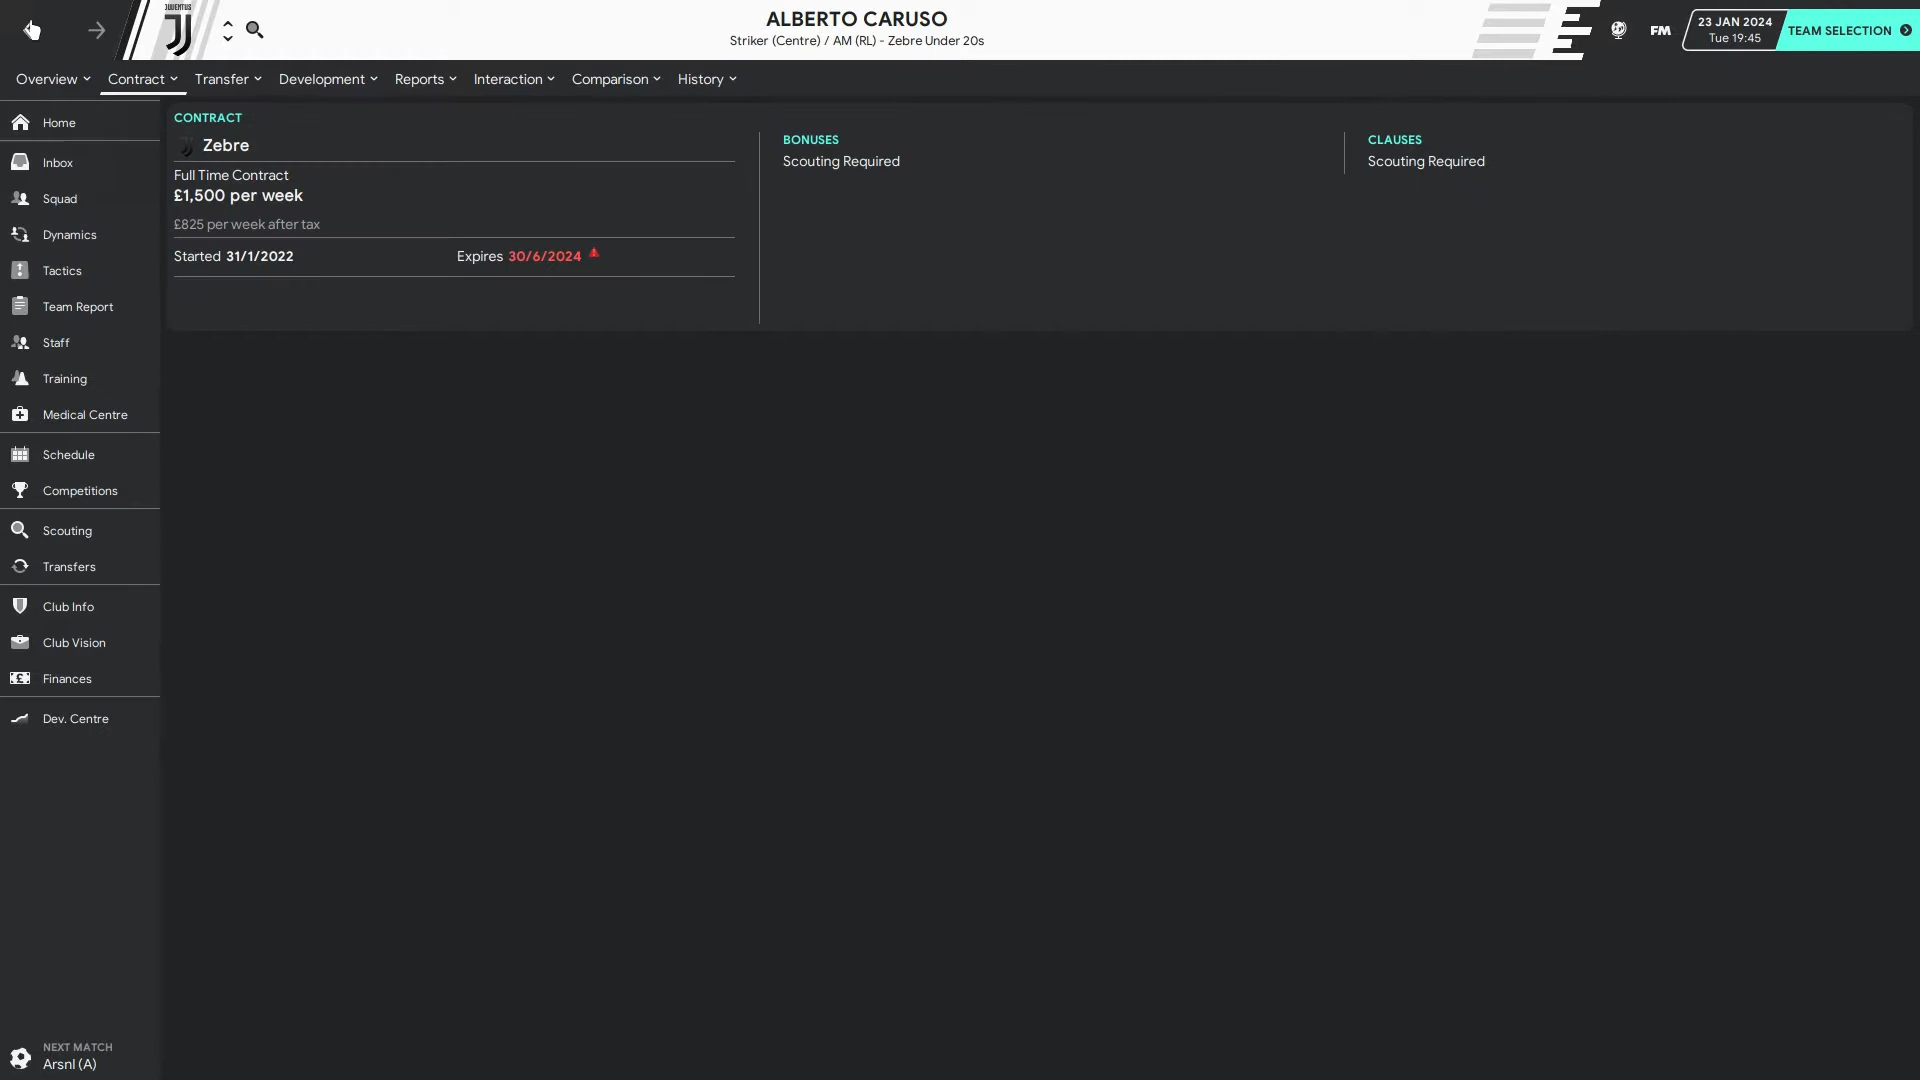 JUVENTUS
ALBERTO CARUSO
Striker (Centre) / AM (RL) - Zebre Under 20s
FM
23 JAN 2024
Tue 19:45
TEAM SELECTION
Overview
Contract
Transfer
Development
Reports
Interaction
Comparison
History
Home
Inbox
Squad
Dynamics
Tactics
Team Report
Staff
Training
Medical Centre
Schedule
Competitions
Scouting
Transfers
Club Info
Club Vision
Finances
Dev. Centre
NEXT MATCH
Arsnl (A)
CONTRACT
Zebre
Full Time Contract
£1,500 per week
£825 per week after tax
Started 31/1/2022
Expires 30/6/2024
BONUSES
Scouting Required
CLAUSES
Scouting Required